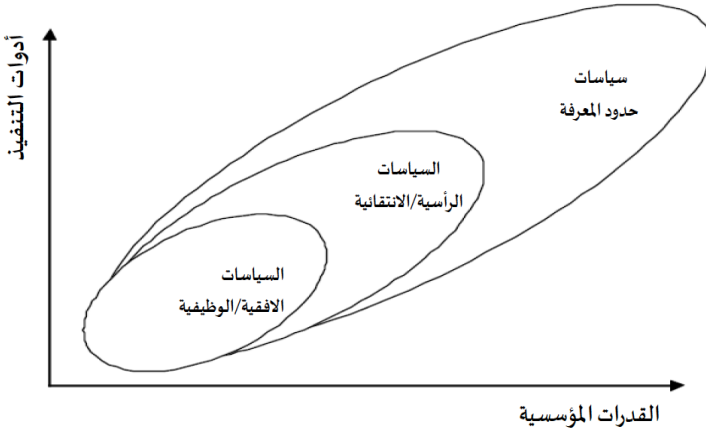 أدوات التنفيذ
سياسات
حدود المعرفة
السياسات
الرأسية/الانتقائية
السياسات
الافقية/الوظيفية
القدرات المؤسسية